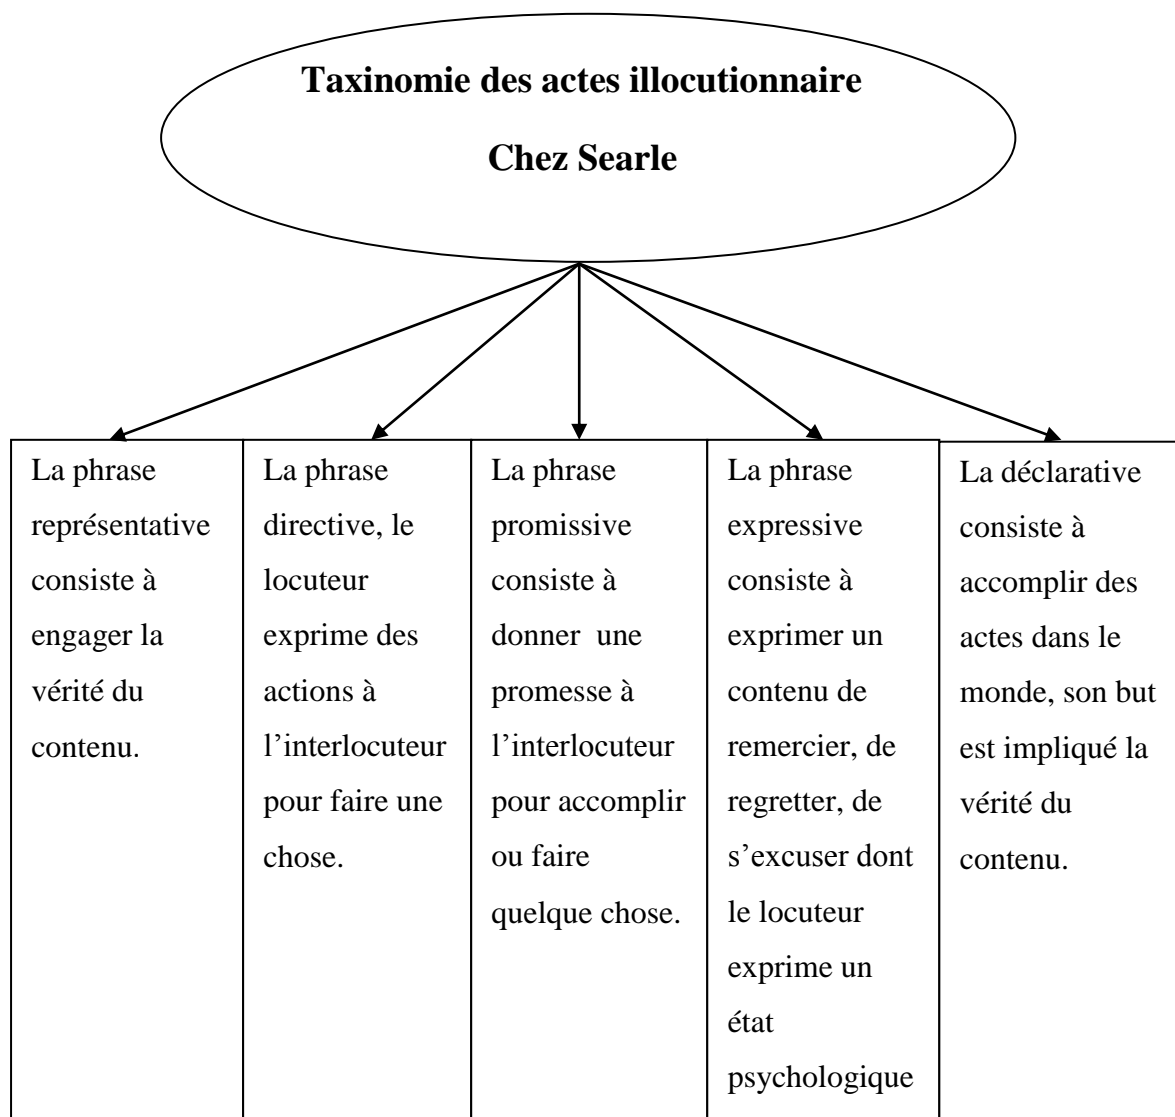 Taxinomie des actes illocutionnaire
Chez Searle
La phrase
représentative
consiste à
engager la
vérité du
contenu.
La phrase
directive, le
locuteur
exprime des
actions à
l’interlocuteur
pour faire une
chose.
La phrase
promissive
consiste à
donner une
promesse à
l’interlocuteur
pour accomplir
ou faire
quelque chose.
La phrase
expressive
consiste à
exprimer un
contenu de
remercier, de
regretter, de
s’excuser dont
le locuteur
exprime un
état
psychologique
La déclarative
consiste à
accomplir des
actes dans le
monde, son but
est impliqué la
vérité du
contenu.